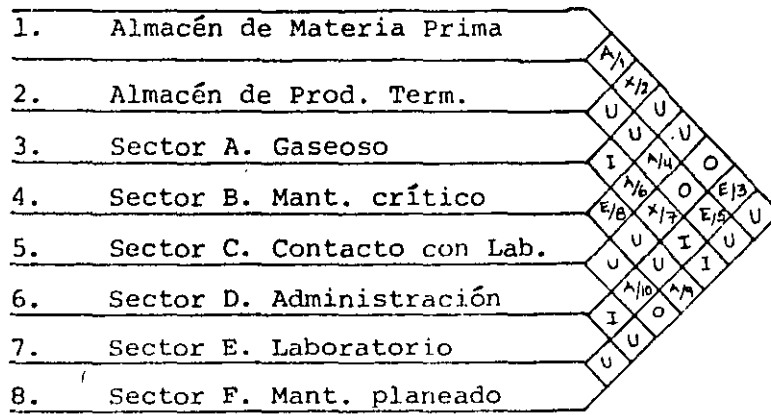 1. Almacén de Materia Prima
2. Almacén de Prod. Term.
3. Sector A. Gaseoso
4. Sector B. Mant. crítico
5. Sector C. Contacto con Lab.
6. Sector D. Administración
7. Sector E. Laboratorio
8. Sector F. Mant. planeado
A/1 X/2 U U O E/3 U
U U A/4 O E/5 U
I A/6 X/7 I I
E/8 U U A/9
U A/10 O
I U
U